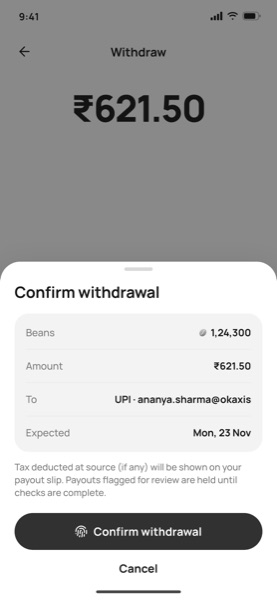 9:41
Withdraw
₹621.50
Confirm withdrawal
Beans 1,24,300
Amount ₹621.50
To UPI · ananya.sharma@okaxis
Expected Mon, 23 Nov
Tax deducted at source (if any) will be shown on your
payout slip. Payouts flagged for review are held until
checks are complete.
Confirm withdrawal
Cancel